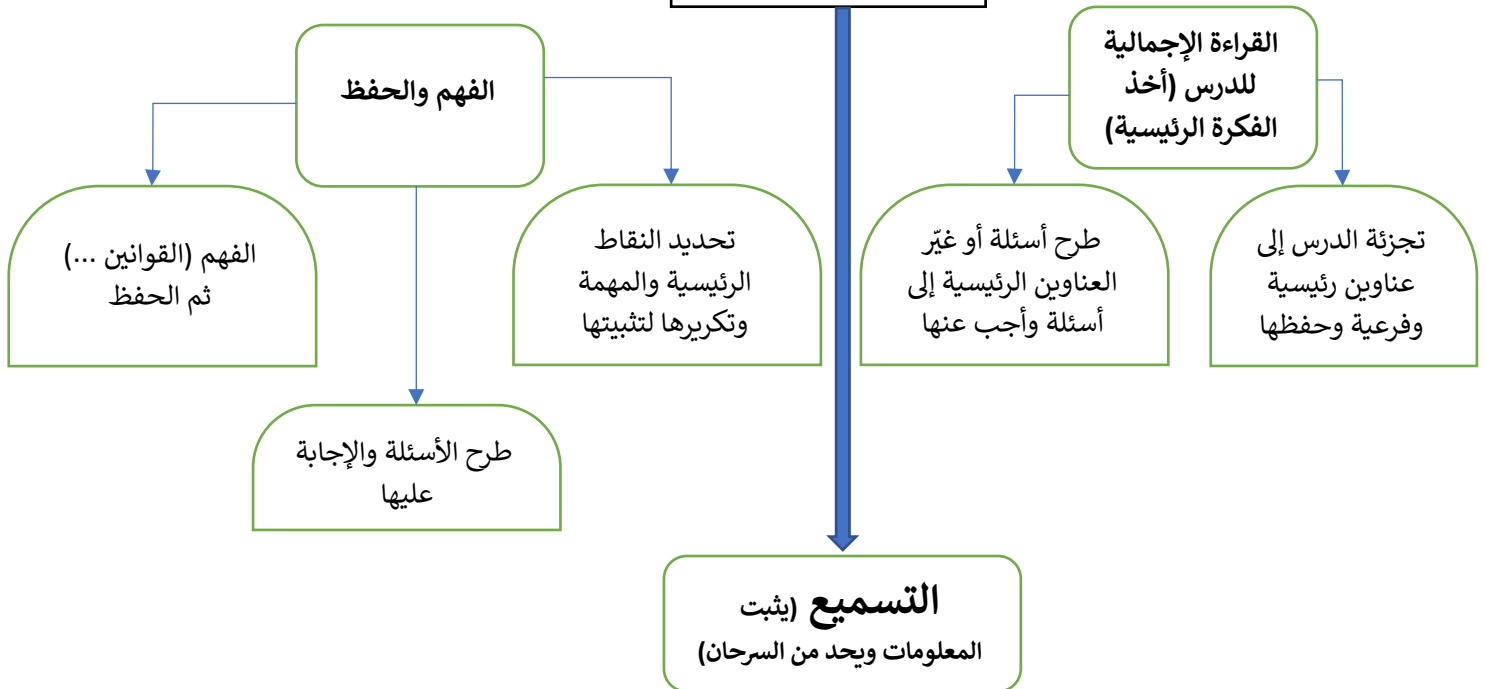 القراءة الإجمالية
للدرس (أخذ
الفكرة الرئيسية)
تجزئة الدرس إلى
عناوين رئيسية
وفرعية وحفظها
طرح أسئلة أو غيّر
العناوين الرئيسية إلى
أسئلة وأجب عنها
الفهم والحفظ
تحديد النقاط
الرئيسية والمهمة
وتكريرها لتثبيتها
طرح الأسئلة والإجابة
عليها
الفهم (القوانين ...)
ثم الحفظ
التسميع (يثبت
المعلومات ويحد من السرحان)